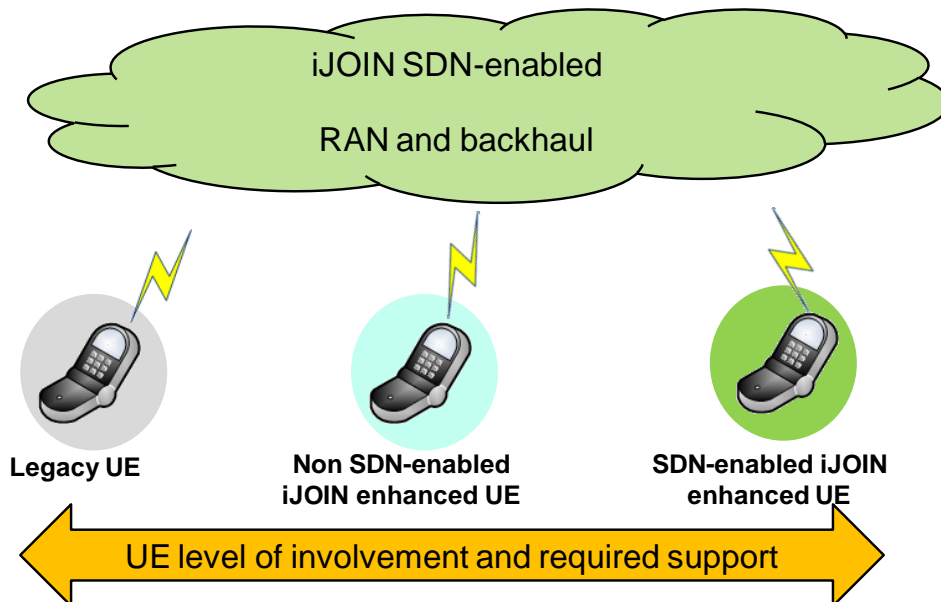 iJOIN SDN-enabled
RAN and backhaul
Legacy UE
Non SDN-enabled
iJOIN enhanced UE
SDN-enabled iJOIN
enhanced UE
UE level of involvement and required support